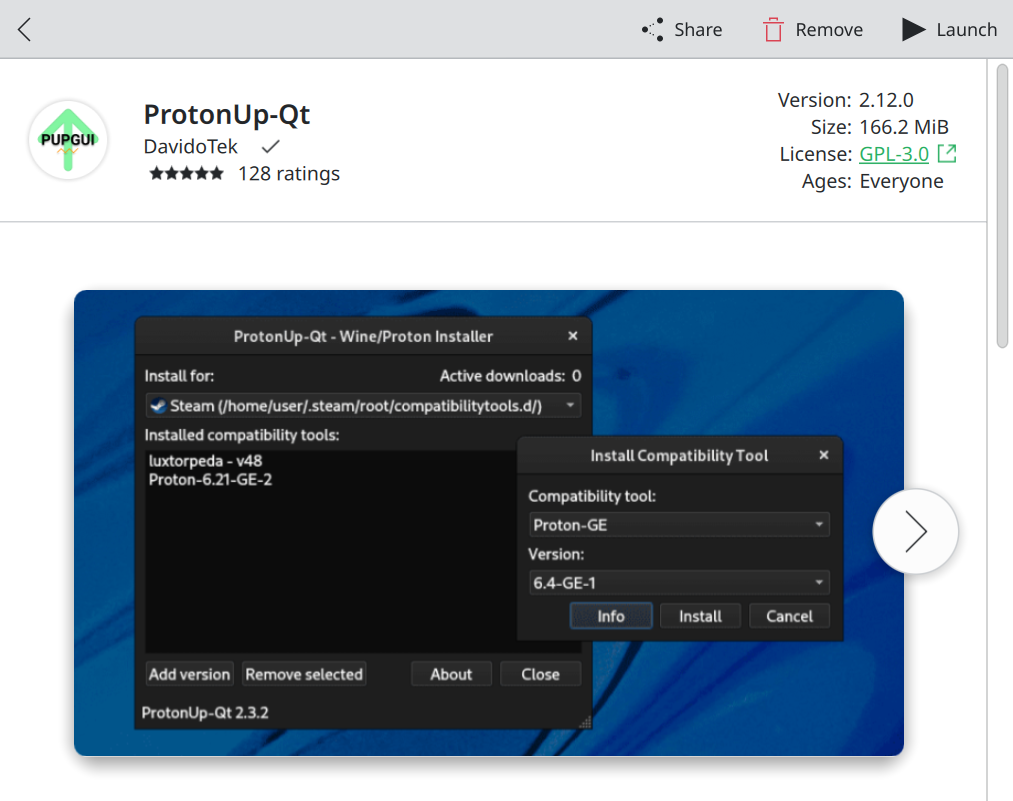 Share Remove Launch
PUPGUI
ProtonUp-Qt
DavidoTek
128 ratings
Version: 2.12.0
Size: 166.2 MiB
License: GPL-3.0
Ages: Everyone
ProtonUp-Qt - Wine/Proton Installer
Install for: Active downloads: 0
Steam (/home/user/.steam/root/compatibilitytools.d/)
Installed compatibility tools:
luxtorpeda - v48
Proton-6.21-GE-2
Add version Remove selected About Close
ProtonUp-Qt 2.3.2
Install Compatibility Tool
Compatibility tool:
Proton-GE
Version:
6.4-GE-1
Info Install Cancel